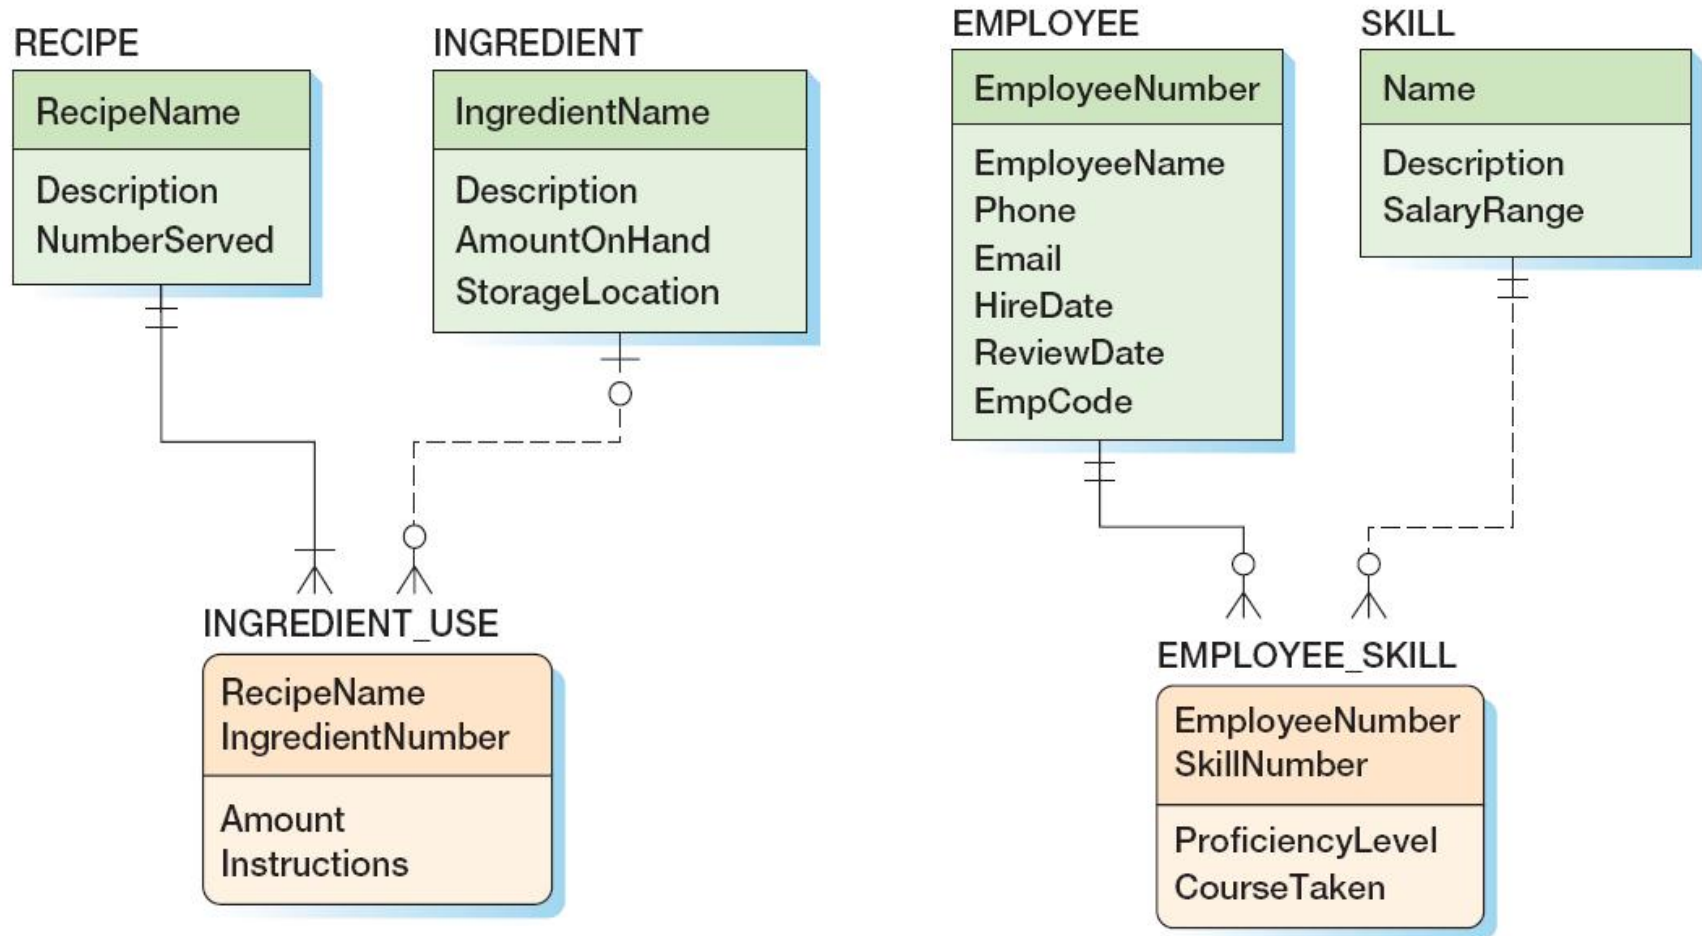 RECIPE
RecipeName
Description
NumberServed
INGREDIENT
IngredientName
Description
AmountOnHand
StorageLocation
INGREDIENT_USE
RecipeName
IngredientNumber
Amount
Instructions
EMPLOYEE
EmployeeNumber
EmployeeName
Phone
Email
HireDate
ReviewDate
EmpCode
SKILL
Name
Description
SalaryRange
EMPLOYEE_SKILL
EmployeeNumber
SkillNumber
ProficiencyLevel
CourseTaken